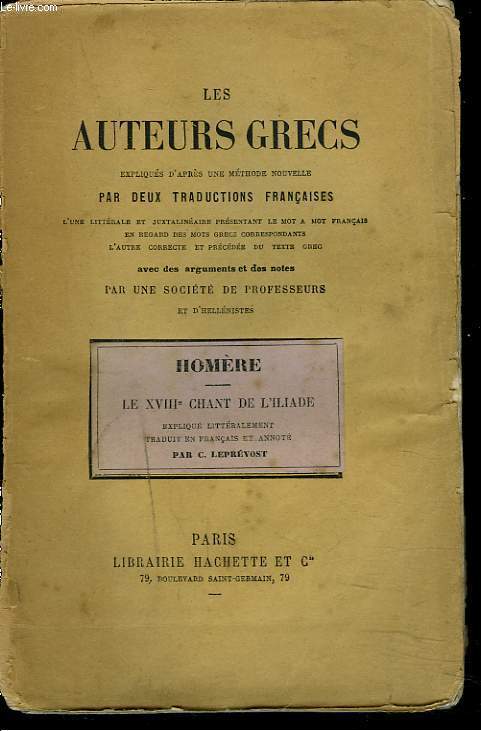 Le-livre.com
LES
AUTEURS GRECS
EXPLIQUÉS D'APRÈS UNE MÉTHODE NOUVELLE
PAR DEUX TRADUCTIONS FRANÇAISES
L'UNE LITTÉRALE ET JUXTALINÉAIRE PRÉSENTANT LE MOT A MOT FRANÇAIS
EN REGARD DES MOTS GRECS CORRESPONDANTS
L'AUTRE CORRECTE ET PRÉCÉDÉE DU TEXTE GREC
avec des arguments et des notes
PAR UNE SOCIÉTÉ DE PROFESSEURS
ET D'HELLÉNISTES
HOMÈRE
LE XVIIIe CHANT DE L'ILIADE
EXPLIQUÉ LITTÉRALEMENT
TRADUIT EN FRANÇAIS ET ANNOTÉ
PAR C. LEPRÉVOST
PARIS
LIBRAIRIE HACHETTE ET Cie
79, BOULEVARD SAINT-GERMAIN, 79